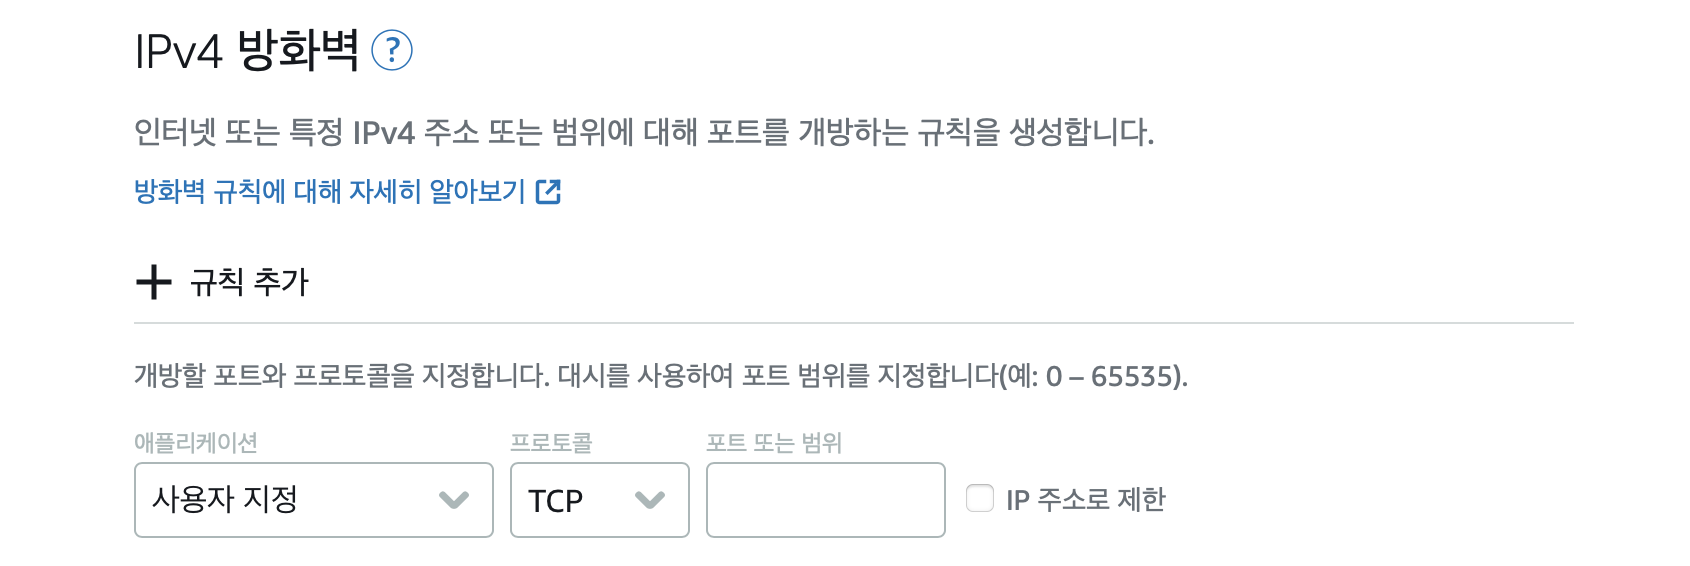 IPv4 방화벽 ?
인터넷 또는 특정 IPv4 주소 또는 범위에 대해 포트를 개방하는 규칙을 생성합니다.
방화벽 규칙에 대해 자세히 알아보기
규칙 추가
개방할 포트와 프로토콜을 지정합니다. 대시를 사용하여 포트 범위를 지정합니다(예: 0 – 65535).
애플리케이션 프로토콜 포트 또는 범위
사용자 지정 TCP IP 주소로 제한